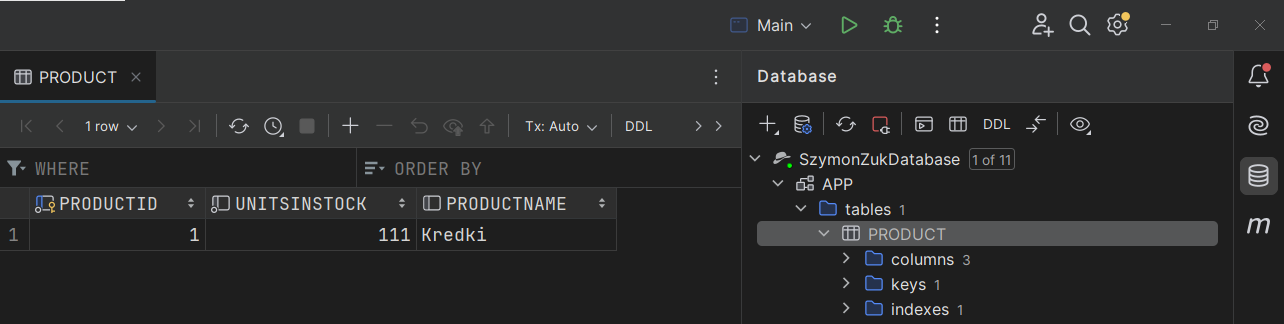 Main
PRODUCT
Database
1 row
Tx: Auto
DDL
DDL
WHERE
ORDER BY
SzymonZukDatabase 1 of 11
APP
tables 1
PRODUCT
columns 3
keys 1
indexes 1
PRODUCTID UNITSINSTOCK PRODUCTNAME
1 1 111 Kredki
m